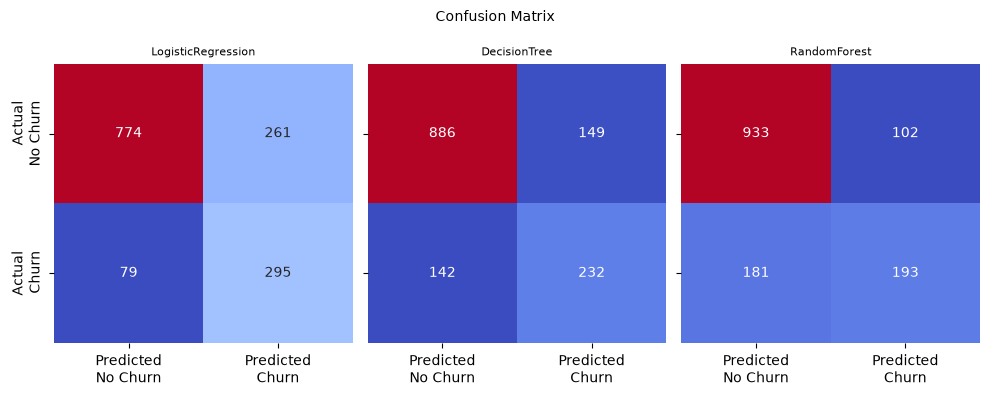 Confusion Matrix
LogisticRegression
DecisionTree
RandomForest
Actual
No Churn
774
261
886
149
933
102
Actual
Churn
79
295
142
232
181
193
Predicted
No Churn
Predicted
Churn
Predicted
No Churn
Predicted
Churn
Predicted
No Churn
Predicted
Churn